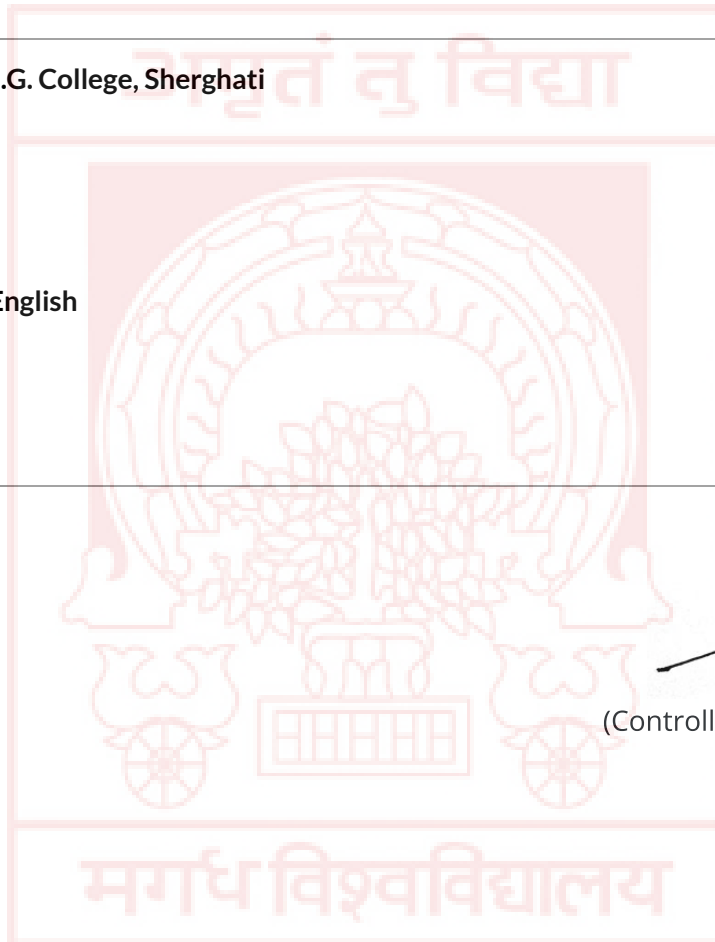 अमृतं तु विद्या
.G. College, Sherghati
English
(Controll
मगध विश्वविद्यालय